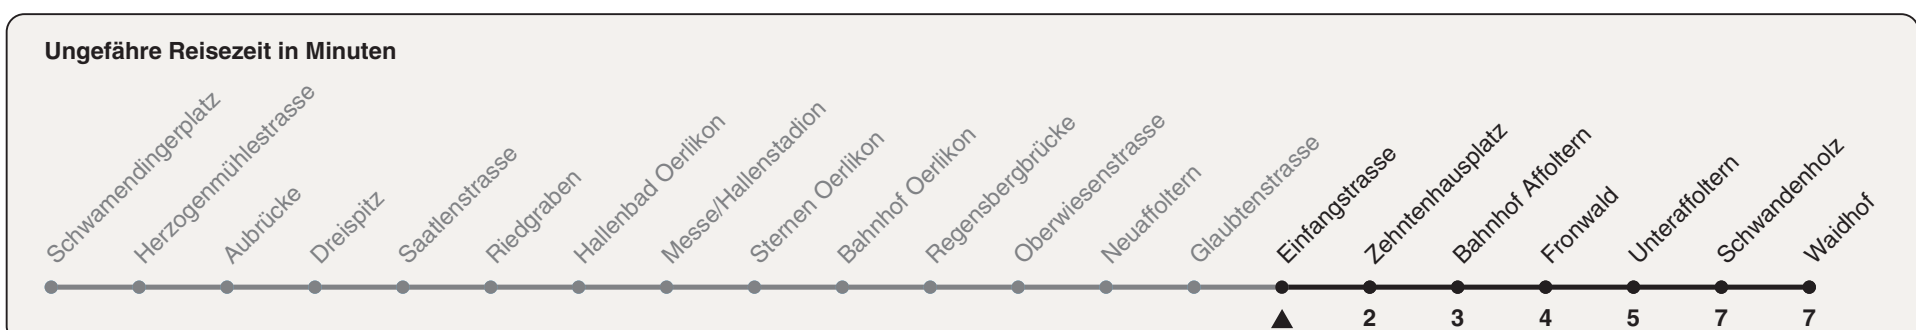 Ungefähre Reisezeit in Minuten
Schwamendingerplatz
Herzogenmühlestrasse
Aubrücke
Dreispitz
Saatlenstrasse
Riedgraben
Hallenbad Oerlikon
Messe/Hallenstadion
Sternen Oerlikon
Bahnhof Oerlikon
Regensbergbrücke
Oberwiesenstrasse
Neuaffoltern
Glaubtenstrasse
Einfangstrasse
Zehntenhausplatz
Bahnhof Affoltern
Fronwald
Unteraffoltern
Schwandenholz
Waidhof
2 3 4 5 7 7